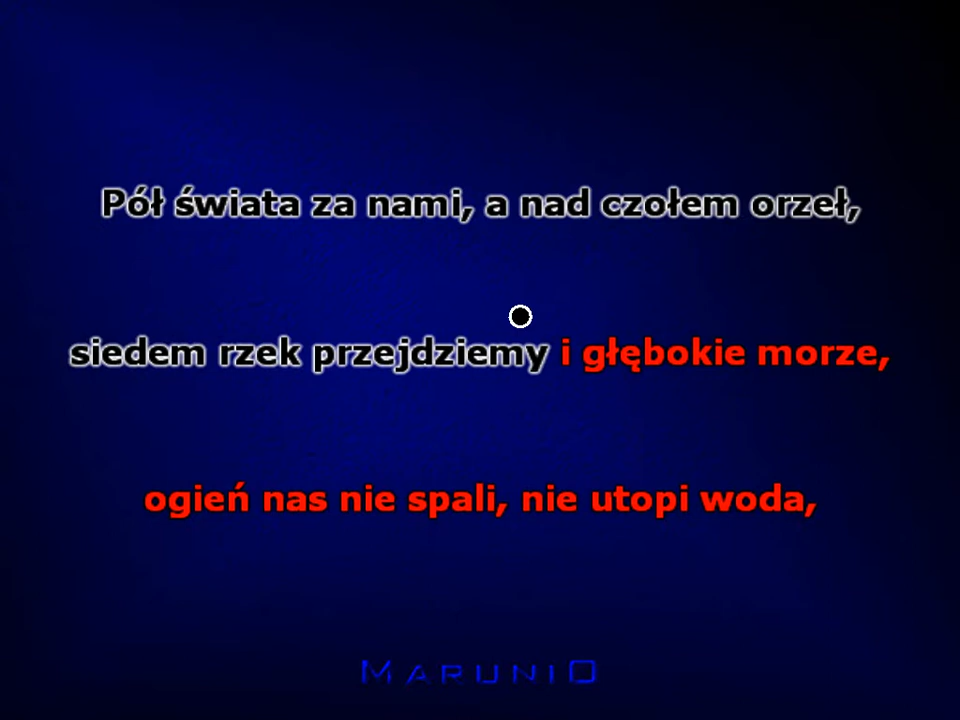 Pół świata za nami, a nad czołem orzeł,
siedem rzek przejdziemy i głębokie morze,
ogień nas nie spali, nie utopi woda,
MARUNIO